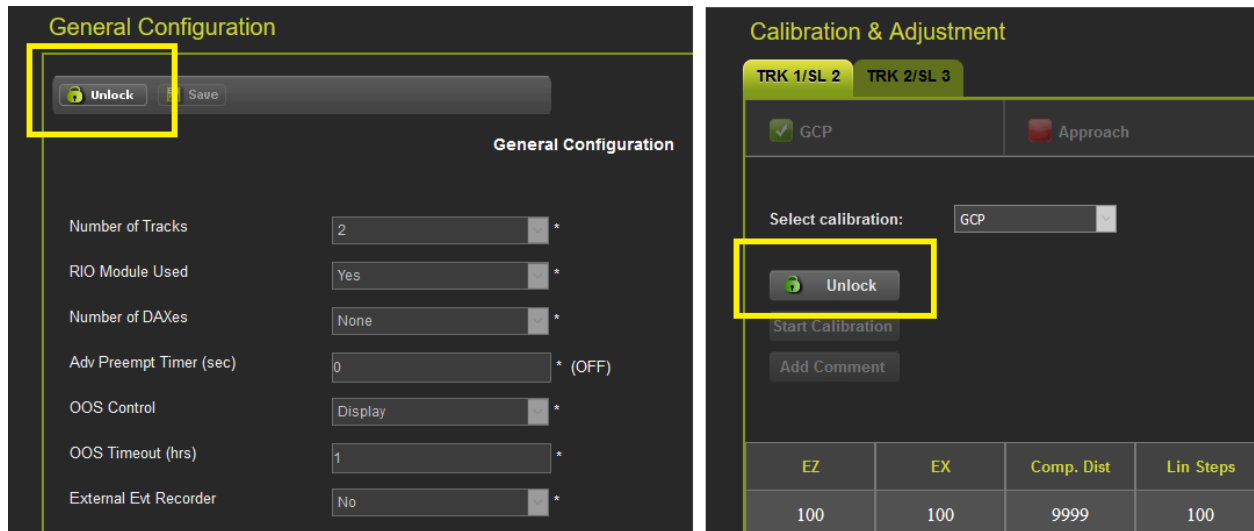 General Configuration
Unlock Save
General Configuration
Number of Tracks 2 *
RIO Module Used Yes *
Number of DAXes None *
Adv Preempt Timer (sec) 0 * (OFF)
OOS Control Display *
OOS Timeout (hrs) 1 *
External Evt Recorder No *
Calibration & Adjustment
TRK 1/SL 2 TRK 2/SL 3
GCP Approach
Select calibration: GCP
Unlock
Start Calibration
Add Comment
EZ EX Comp. Dist Lin Steps
100 100 9999 100